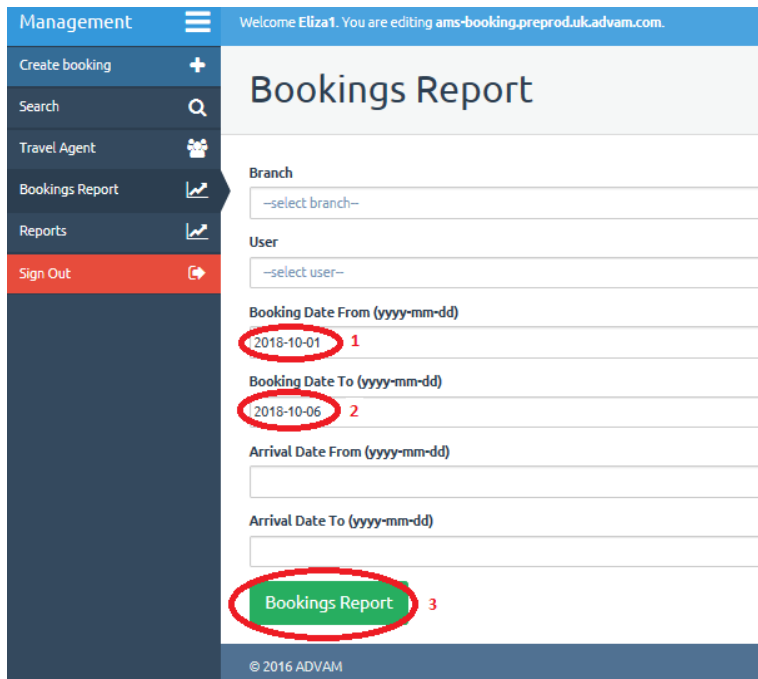 Management
Welcome Eliza1. You are editing ams-booking.preprod.uk.advam.com.
Create booking
Search
Travel Agent
Bookings Report
Reports
Sign Out
Bookings Report
Branch
--select branch--
User
--select user--
Booking Date From (yyyy-mm-dd)
2018-10-01 1
Booking Date To (yyyy-mm-dd)
2018-10-06 2
Arrival Date From (yyyy-mm-dd)
Arrival Date To (yyyy-mm-dd)
Bookings Report 3
© 2016 ADVAM